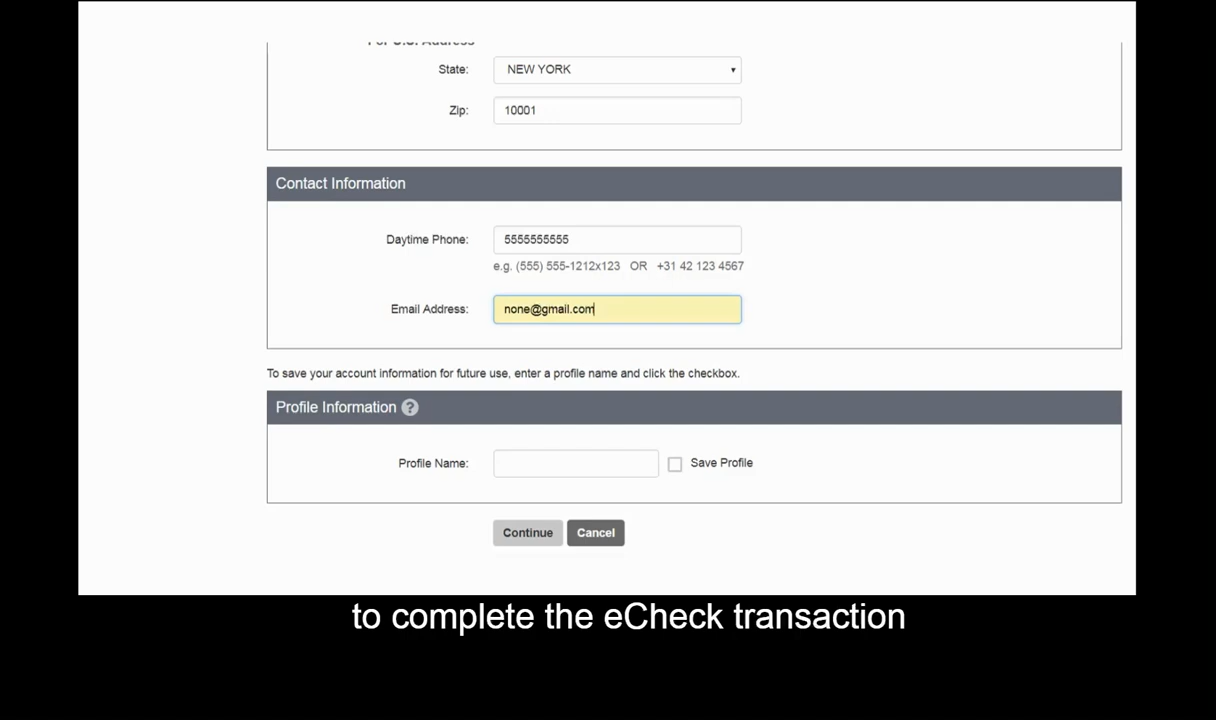 For U.S. Address
State: NEW YORK
Zip: 10001
Contact Information
Daytime Phone: 5555555555
e.g. (555) 555-1212x123 OR +31 42 123 4567
Email Address: none@gmail.com
To save your account information for future use, enter a profile name and click the checkbox.
Profile Information ?
Profile Name: Save Profile
Continue Cancel
to complete the eCheck transaction